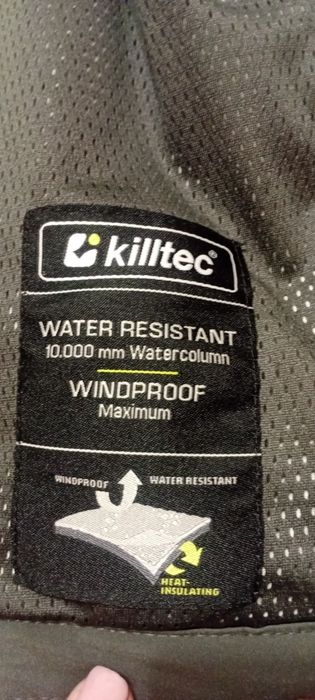 killtec®
WATER RESISTANT
10.000 mm Watercolumn
WINDPROOF
Maximum
WINDPROOF WATER RESISTANT
HEAT-
INSULATING